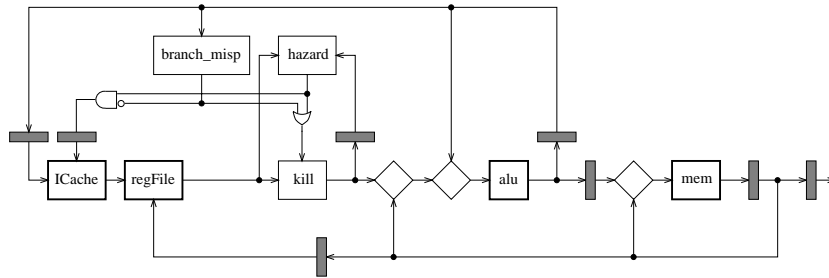 branch_misp
hazard
ICache
regFile
kill
alu
mem